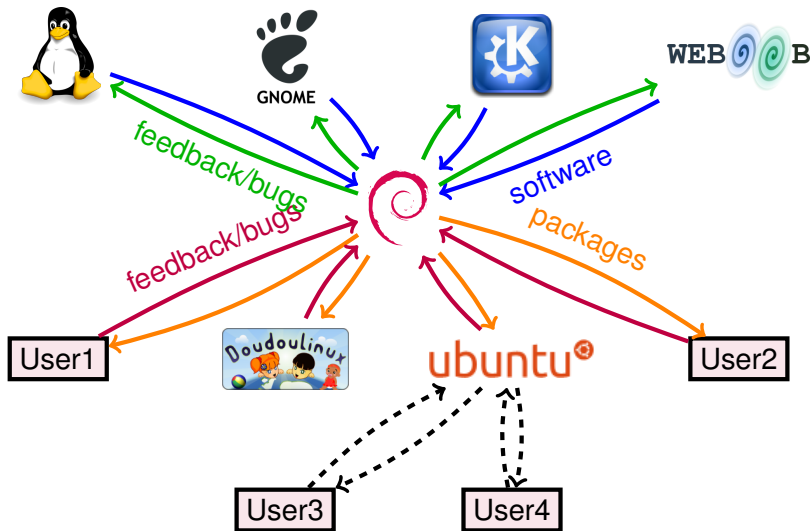 GNOME
K
WEB B
feedback/bugs
software
feedback/bugs
packages
User1
Doudoulinux
ubuntu
User2
User3
User4